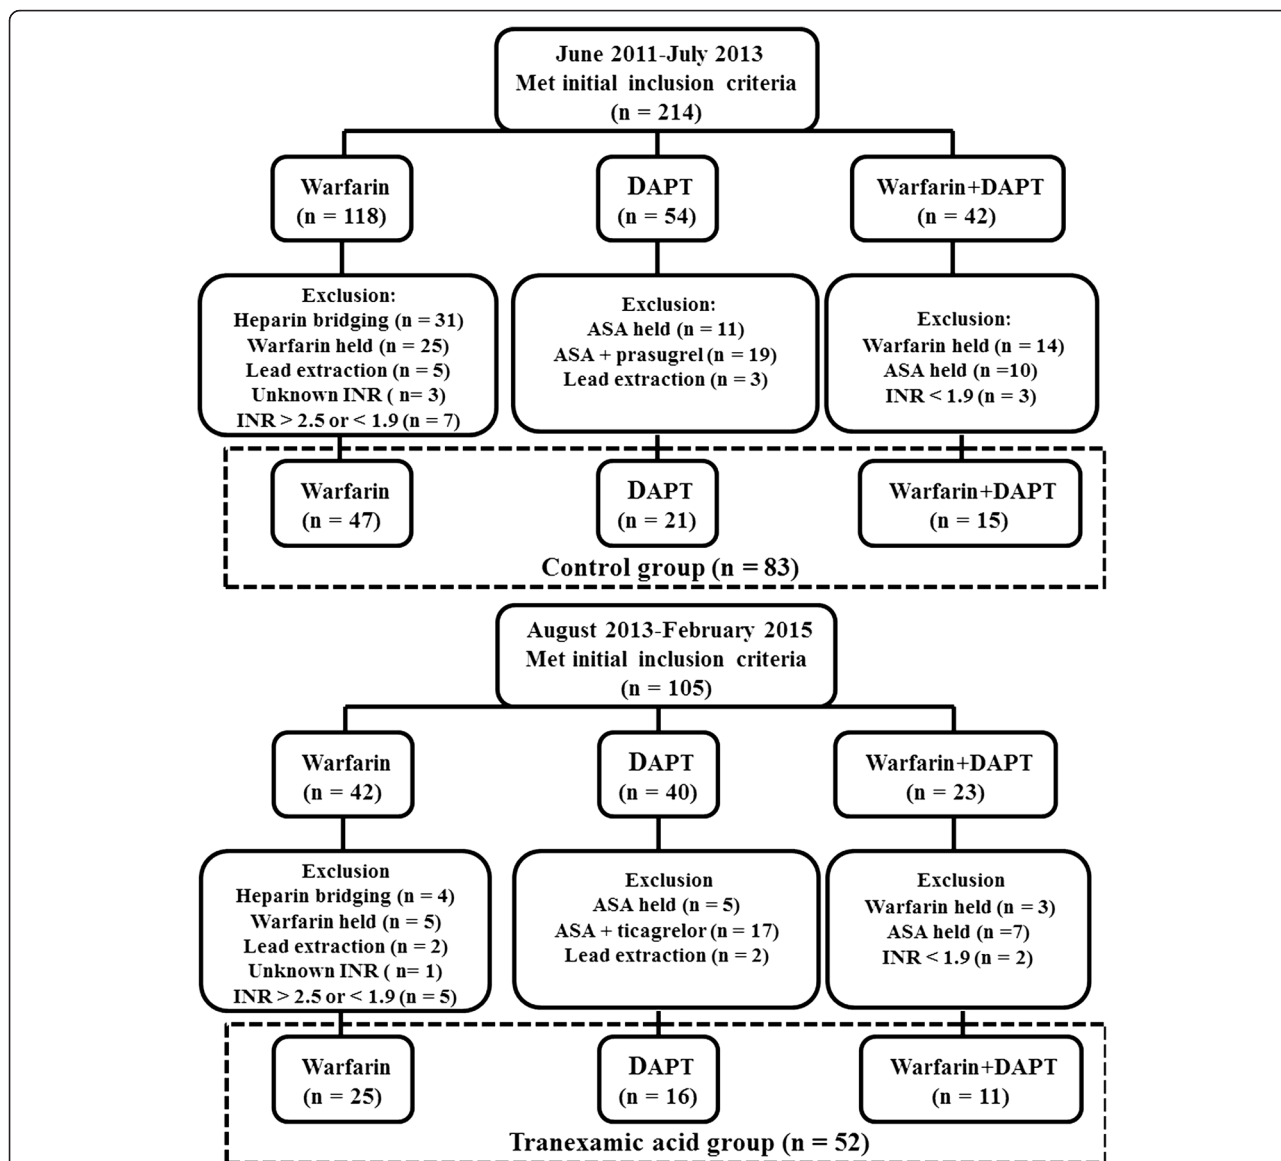 June 2011-July 2013
Met initial inclusion criteria
(n = 214)
Warfarin
(n = 118)
DAPT
(n = 54)
Warfarin+DAPT
(n = 42)
Exclusion:
Heparin bridging (n = 31)
Warfarin held (n = 25)
Lead extraction (n = 5)
Unknown INR ( n= 3)
INR > 2.5 or < 1.9 (n = 7)
Exclusion:
ASA held (n = 11)
ASA + prasugrel (n = 19)
Lead extraction (n = 3)
Exclusion:
Warfarin held (n = 14)
ASA held (n =10)
INR < 1.9 (n = 3)
Warfarin
(n = 47)
DAPT
(n = 21)
Warfarin+DAPT
(n = 15)
Control group (n = 83)
August 2013-February 2015
Met initial inclusion criteria
(n = 105)
Warfarin
(n = 42)
DAPT
(n = 40)
Warfarin+DAPT
(n = 23)
Exclusion
Heparin bridging (n = 4)
Warfarin held (n = 5)
Lead extraction (n = 2)
Unknown INR ( n= 1)
INR > 2.5 or < 1.9 (n = 5)
Exclusion
ASA held (n = 5)
ASA + ticagrelor (n = 17)
Lead extraction (n = 2)
Exclusion
Warfarin held (n = 3)
ASA held (n =7)
INR < 1.9 (n = 2)
Warfarin
(n = 25)
DAPT
(n = 16)
Warfarin+DAPT
(n = 11)
Tranexamic acid group (n = 52)